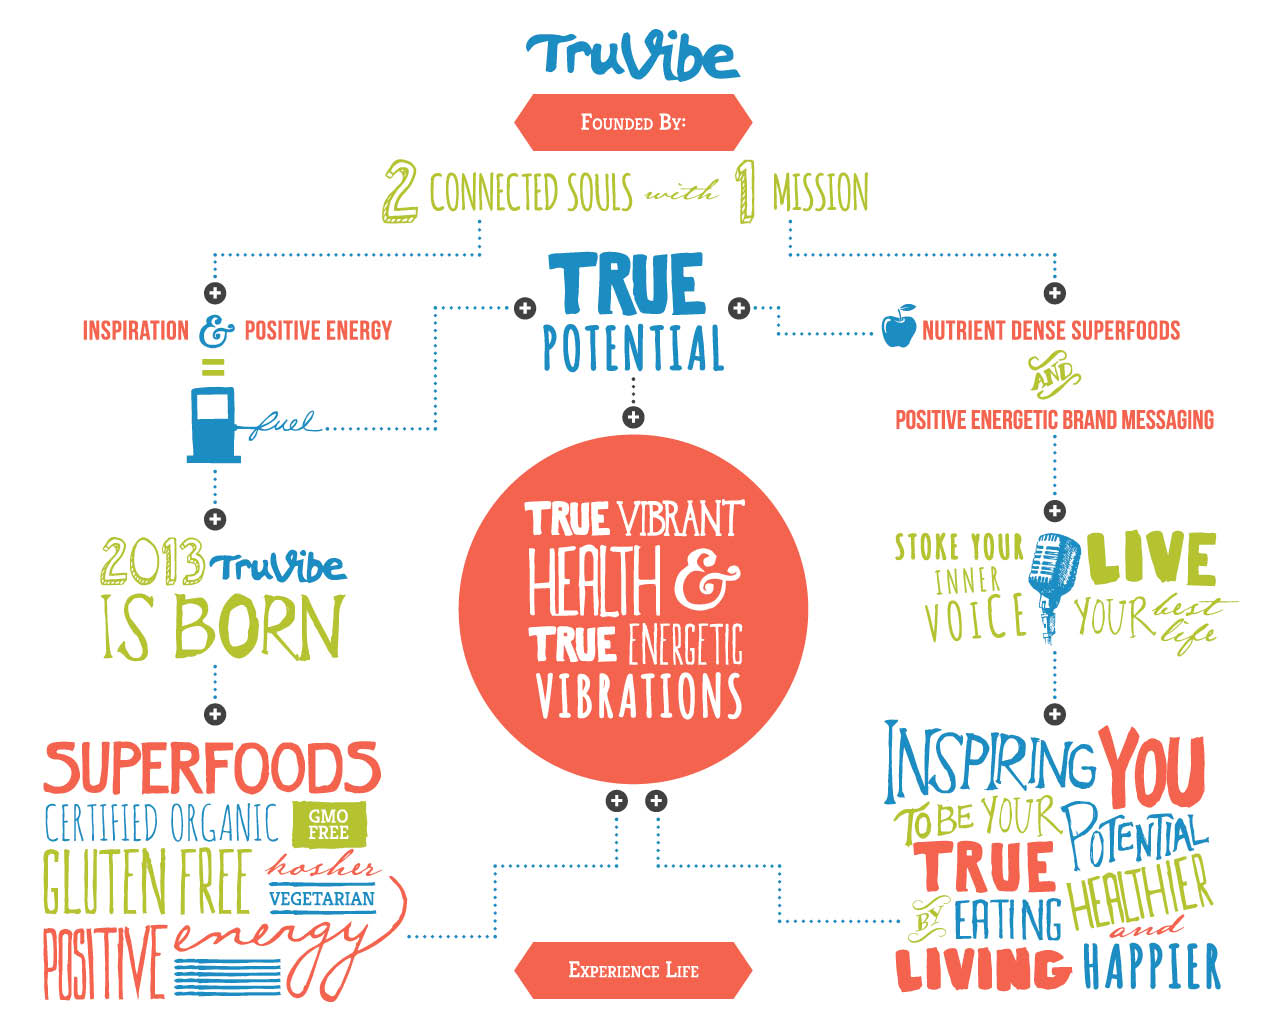 TruVibe
FOUNDED BY:
2 CONNECTED SOULS with 1 MISSION
INSPIRATION & POSITIVE ENERGY
=
fuel
2013 TruVibe
IS BORN
SUPERFOODS
CERTIFIED ORGANIC
GMO
FREE
GLUTEN FREE
kosher
VEGETARIAN
POSITIVE energy
TRUE
POTENTIAL
TRUE VIBRANT
HEALTH &
TRUE ENERGETIC
VIBRATIONS
NUTRIENT DENSE SUPERFOODS
AND
POSITIVE ENERGETIC BRAND MESSAGING
STOKE YOUR
INNER
VOICE
LIVE
YOUR best
life
INSPIRING YOU
TO BE YOUR
TRUE
POTENTIAL
BY EATING
HEALTHIER
and
LIVING HAPPIER
EXPERIENCE LIFE